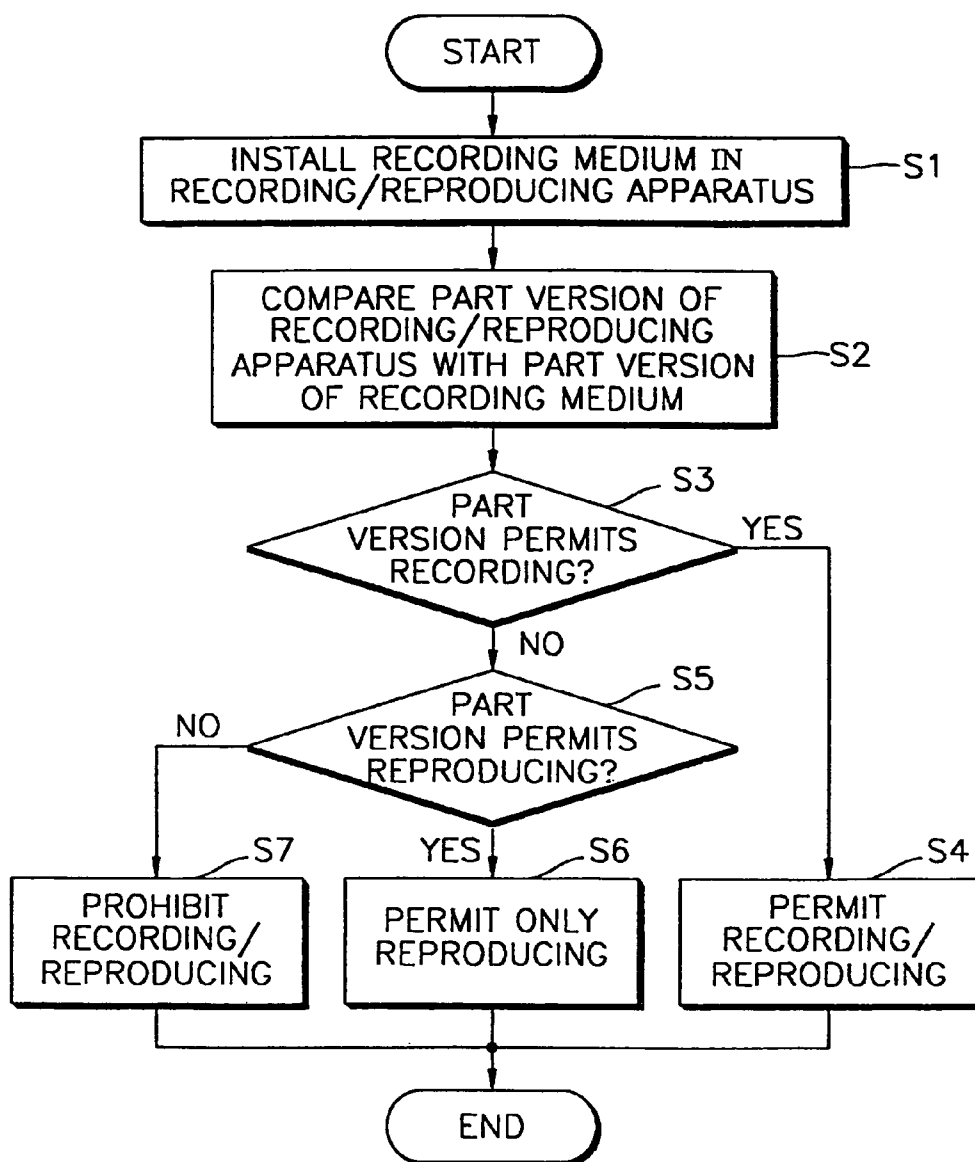 START
INSTALL RECORDING MEDIUM IN
RECORDING/REPRODUCING APPARATUS
S1
COMPARE PART VERSION OF
RECORDING/REPRODUCING
APPARATUS WITH PART VERSION
OF RECORDING MEDIUM
S2
S3
PART
VERSION PERMITS
RECORDING?
YES
NO
S5
PART
VERSION PERMITS
REPRODUCING?
NO
YES
S7
PROHIBIT
RECORDING/
REPRODUCING
S6
PERMIT ONLY
REPRODUCING
S4
PERMIT
RECORDING/
REPRODUCING
END